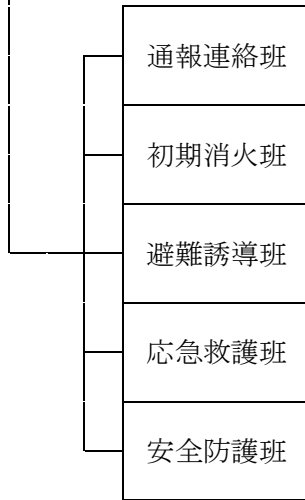 通報連絡班
初期消火班
避難誘導班
応急救護班
安全防護班